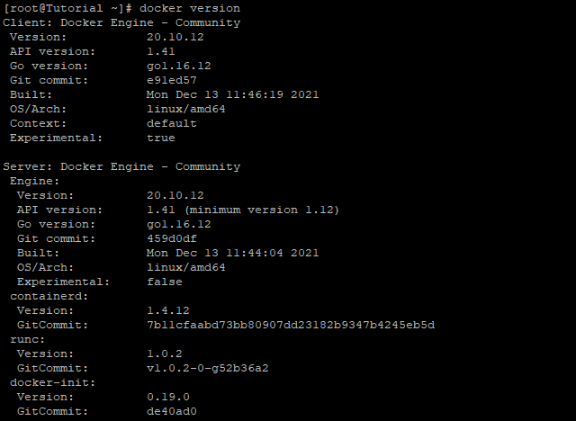 [root@Tutorial ~]# docker version
Client: Docker Engine - Community
Version: 20.10.12
API version: 1.41
Go version: go1.16.12
Git commit: e91ed57
Built: Mon Dec 13 11:46:19 2021
OS/Arch: linux/amd64
Context: default
Experimental: true
Server: Docker Engine - Community
Engine:
Version: 20.10.12
API version: 1.41 (minimum version 1.12)
Go version: go1.16.12
Git commit: 459d0df
Built: Mon Dec 13 11:44:04 2021
OS/Arch: linux/amd64
Experimental: false
containerd:
Version: 1.4.12
GitCommit: 7b11cfaabd73bb80907dd23182b9347b4245eb5d
runc:
Version: 1.0.2
GitCommit: v1.0.2-0-g52b36a2
docker-init:
Version: 0.19.0
GitCommit: de40ad0